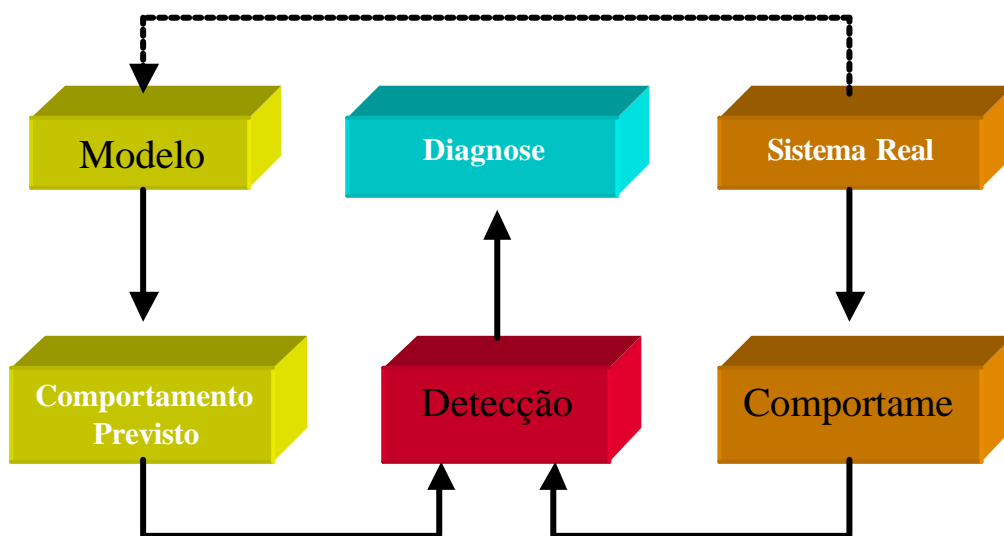 Modelo
Diagnose
Sistema Real
Comportamento
Previsto
Detecção
Comportame